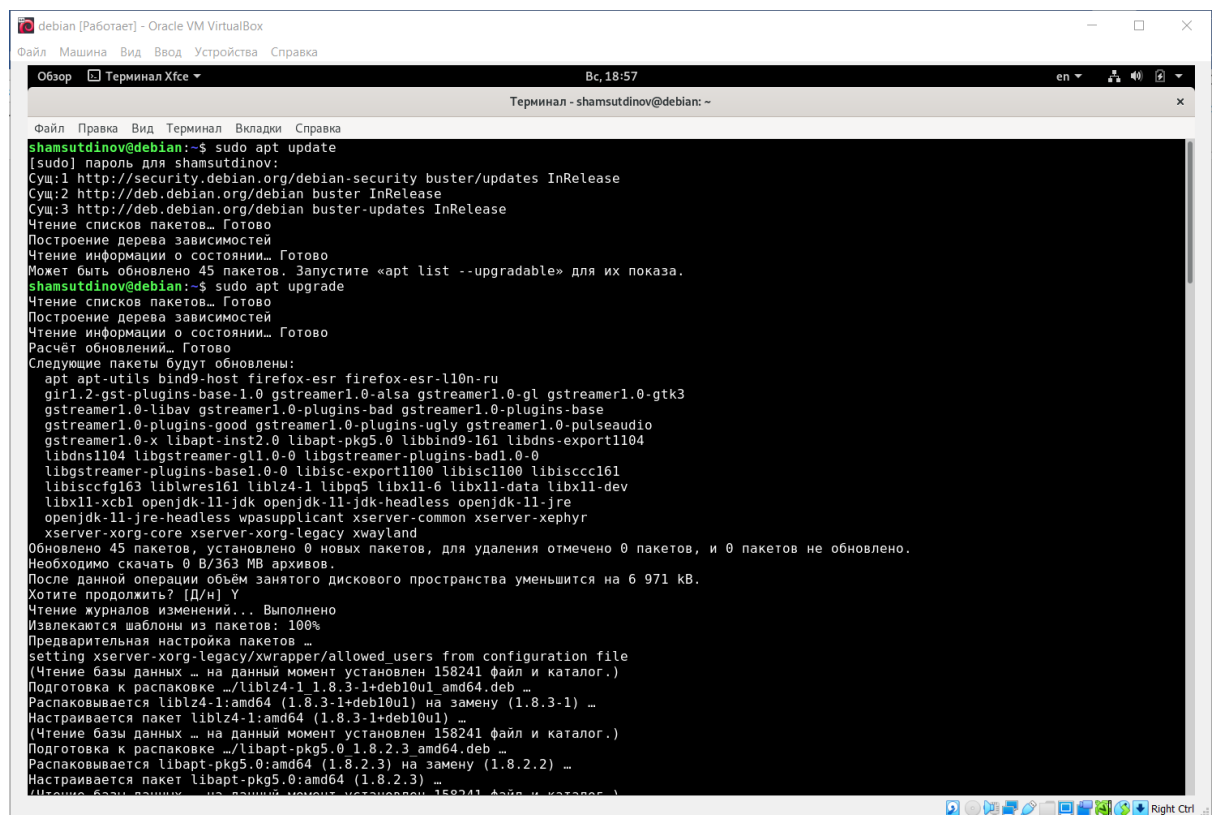 debian [Работает] - Oracle VM VirtualBox
Файл Машина Вид Ввод Устройства Справка
Обзор Терминал Xfce Вс, 18:57 en
Терминал - shamsutdinov@debian: ~
Файл Правка Вид Терминал Вкладки Справка
shamsutdinov@debian:~$ sudo apt update
[sudo] пароль для shamsutdinov:
Сущ:1 http://security.debian.org/debian-security buster/updates InRelease
Сущ:2 http://deb.debian.org/debian buster InRelease
Сущ:3 http://deb.debian.org/debian buster-updates InRelease
Чтение списков пакетов… Готово
Построение дерева зависимостей
Чтение информации о состоянии… Готово
Может быть обновлено 45 пакетов. Запустите «apt list --upgradable» для их показа.
shamsutdinov@debian:~$ sudo apt upgrade
Чтение списков пакетов… Готово
Построение дерева зависимостей
Чтение информации о состоянии… Готово
Расчёт обновлений… Готово
Следующие пакеты будут обновлены:
apt apt-utils bind9-host firefox-esr firefox-esr-l10n-ru
gir1.2-gst-plugins-base-1.0 gstreamer1.0-alsa gstreamer1.0-gl gstreamer1.0-gtk3
gstreamer1.0-libav gstreamer1.0-plugins-bad gstreamer1.0-plugins-base
gstreamer1.0-plugins-good gstreamer1.0-plugins-ugly gstreamer1.0-pulseaudio
gstreamer1.0-x libapt-inst2.0 libapt-pkg5.0 libbind9-161 libdns-export1104
libdns1104 libgstreamer-gl1.0-0 libgstreamer-plugins-bad1.0-0
libgstreamer-plugins-base1.0-0 libisc-export1100 libisc1100 libisccc161
libisccfg163 liblwres161 liblz4-1 libpq5 libx11-6 libx11-data libx11-dev
libx11-xcb1 openjdk-11-jdk openjdk-11-jdk-headless openjdk-11-jre
openjdk-11-jre-headless wpasupplicant xserver-common xserver-xephyr
xserver-xorg-core xserver-xorg-legacy xwayland
Обновлено 45 пакетов, установлено 0 новых пакетов, для удаления отмечено 0 пакетов, и 0 пакетов не обновлено.
Необходимо скачать 0 B/363 MB архивов.
После данной операции объём занятого дискового пространства уменьшится на 6 971 kB.
Хотите продолжить? [Д/н] Y
Чтение журналов изменений... Выполнено
Извлекаются шаблоны из пакетов: 100%
Предварительная настройка пакетов …
setting xserver-xorg-legacy/xwrapper/allowed_users from configuration file
(Чтение базы данных … на данный момент установлен 158241 файл и каталог.)
Подготовка к распаковке …/liblz4-1_1.8.3-1+deb10u1_amd64.deb …
Распаковывается liblz4-1:amd64 (1.8.3-1+deb10u1) на замену (1.8.3-1) …
Настраивается пакет liblz4-1:amd64 (1.8.3-1+deb10u1) …
(Чтение базы данных … на данный момент установлен 158241 файл и каталог.)
Подготовка к распаковке …/libapt-pkg5.0_1.8.2.3_amd64.deb …
Распаковывается libapt-pkg5.0:amd64 (1.8.2.3) на замену (1.8.2.2) …
Настраивается пакет libapt-pkg5.0:amd64 (1.8.2.3) …
(Чтение базы данных … на данный момент установлен 158241 файл и каталог.)
Right Ctrl